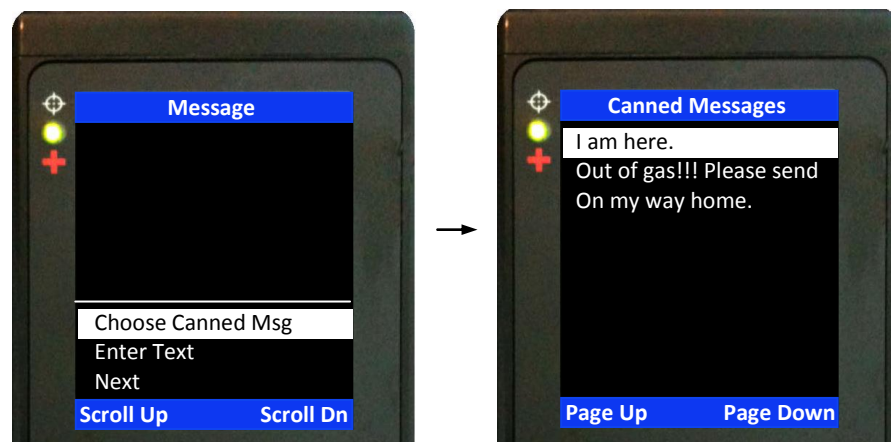 Message
Choose Canned Msg
Enter Text
Next
Scroll Up Scroll Dn
Canned Messages
I am here.
Out of gas!!! Please send
On my way home.
Page Up Page Down